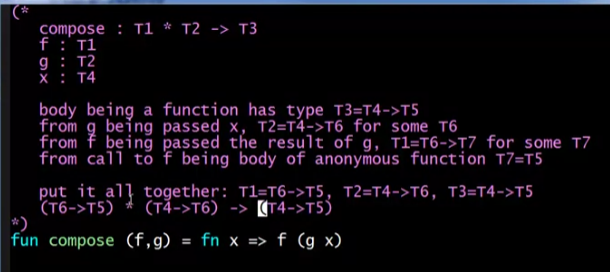 (*
compose : T1 * T2 -> T3
f : T1
g : T2
x : T4
body being a function has type T3=T4->T5
from g being passed x, T2=T4->T6 for some T6
from f being passed the result of g, T1=T6->T7 for some T7
from call to f being body of anonymous function T7=T5
put it all together: T1=T6->T5, T2=T4->T6, T3=T4->T5
(T6->T5) * (T4->T6) -> (T4->T5)
*)
fun compose (f,g) = fn x => f (g x)